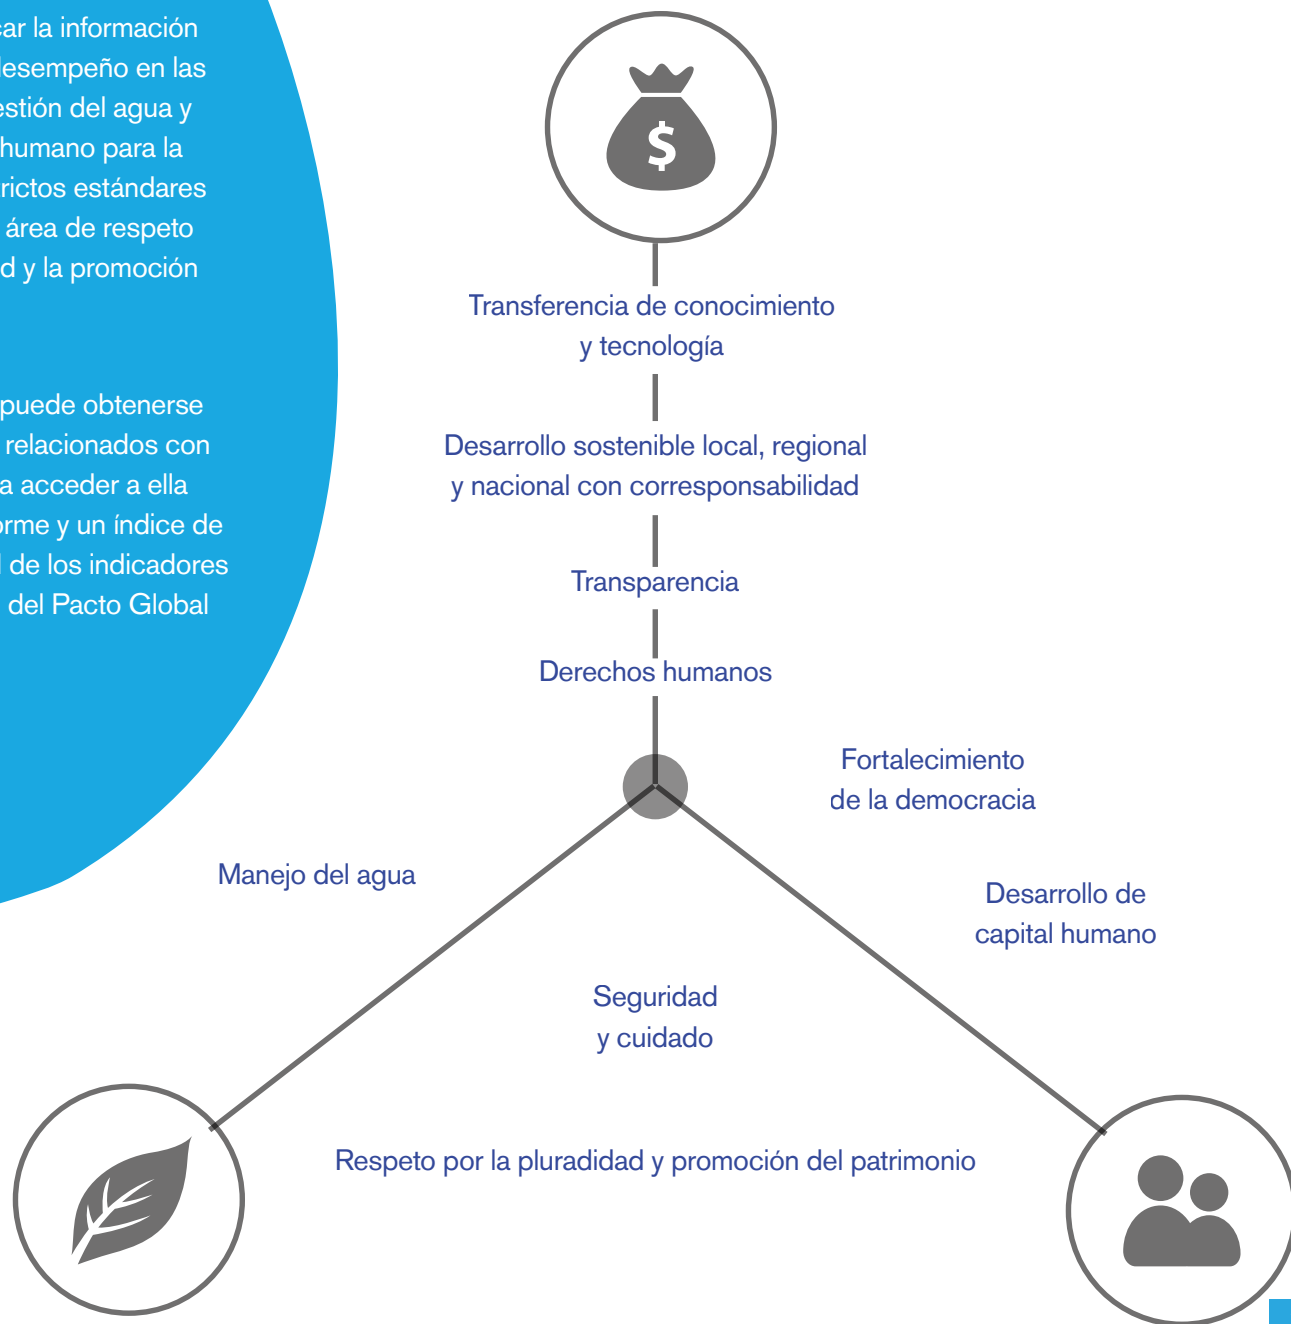 ar la información
desempeño en las
estión del agua y
humano para la
rictos estándares
área de respeto
d y la promoción
puede obtenerse
relacionados con
a acceder a ella
orme y un índice de
l de los indicadores
del Pacto Global
$
Transferencia de conocimiento
y tecnología
Desarrollo sostenible local, regional
y nacional con corresponsabilidad
Transparencia
Derechos humanos
Fortalecimiento
de la democracia
Manejo del agua
Desarrollo de
capital humano
Seguridad
y cuidado
Respeto por la pluradidad y promoción del patrimonio